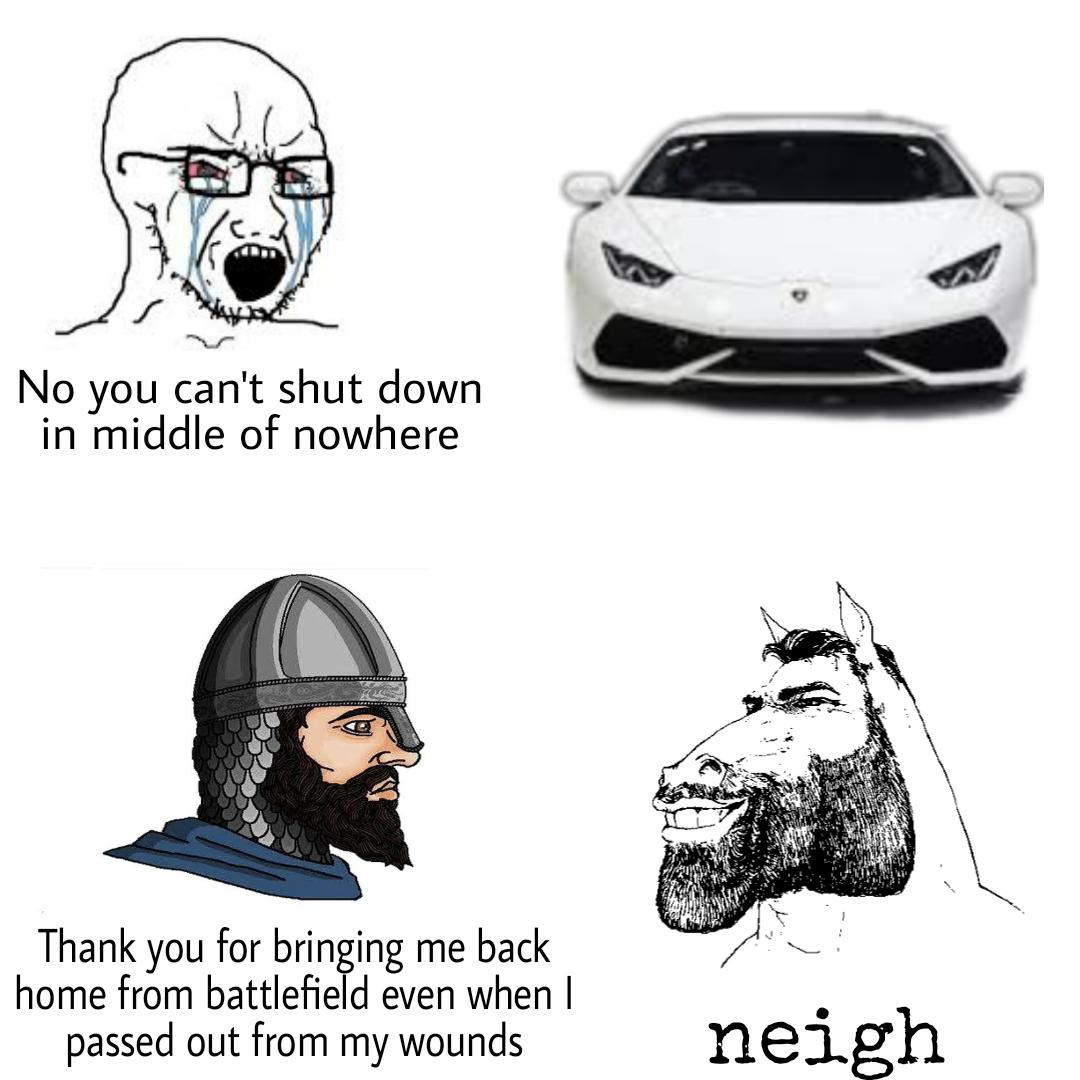 No you can't shut down
in middle of nowhere
Thank you for bringing me back
home from battlefield even when I
passed out from my wounds
neigh